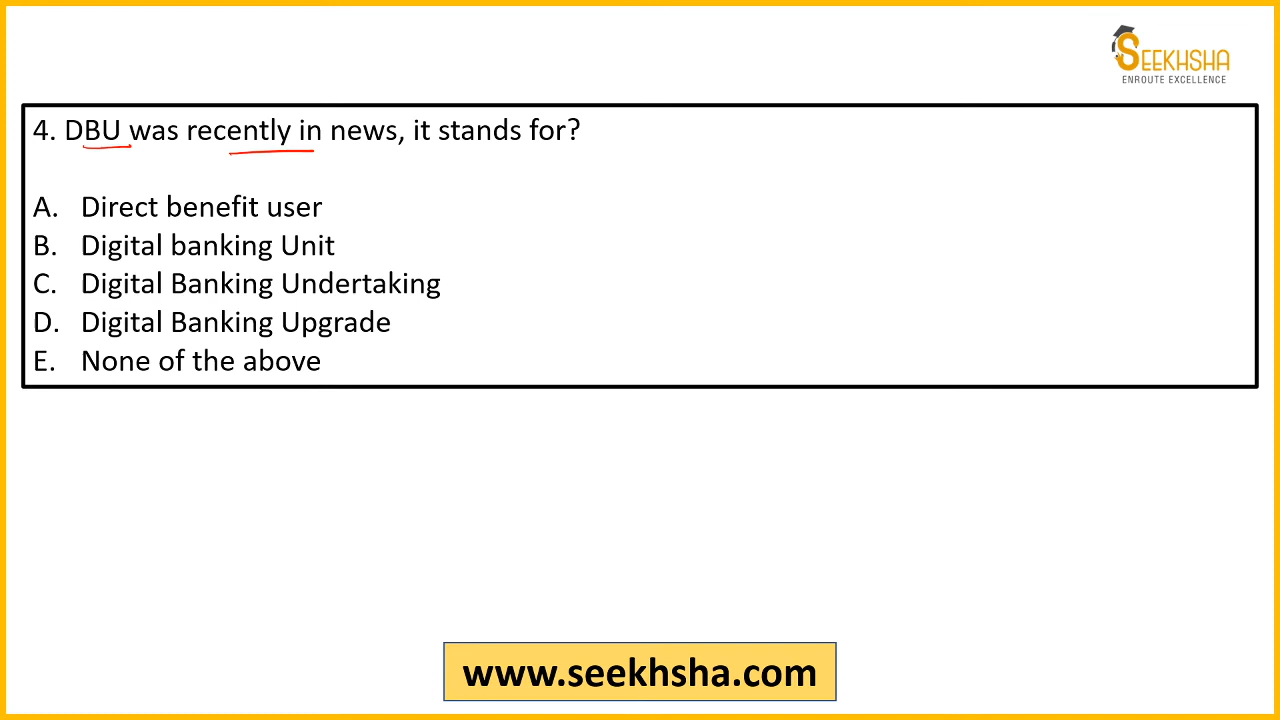 SEEKHSHA
ENROUTE EXCELLENCE
4. DBU was recently in news, it stands for?
A. Direct benefit user
B. Digital banking Unit
C. Digital Banking Undertaking
D. Digital Banking Upgrade
E. None of the above
www.seekhsha.com